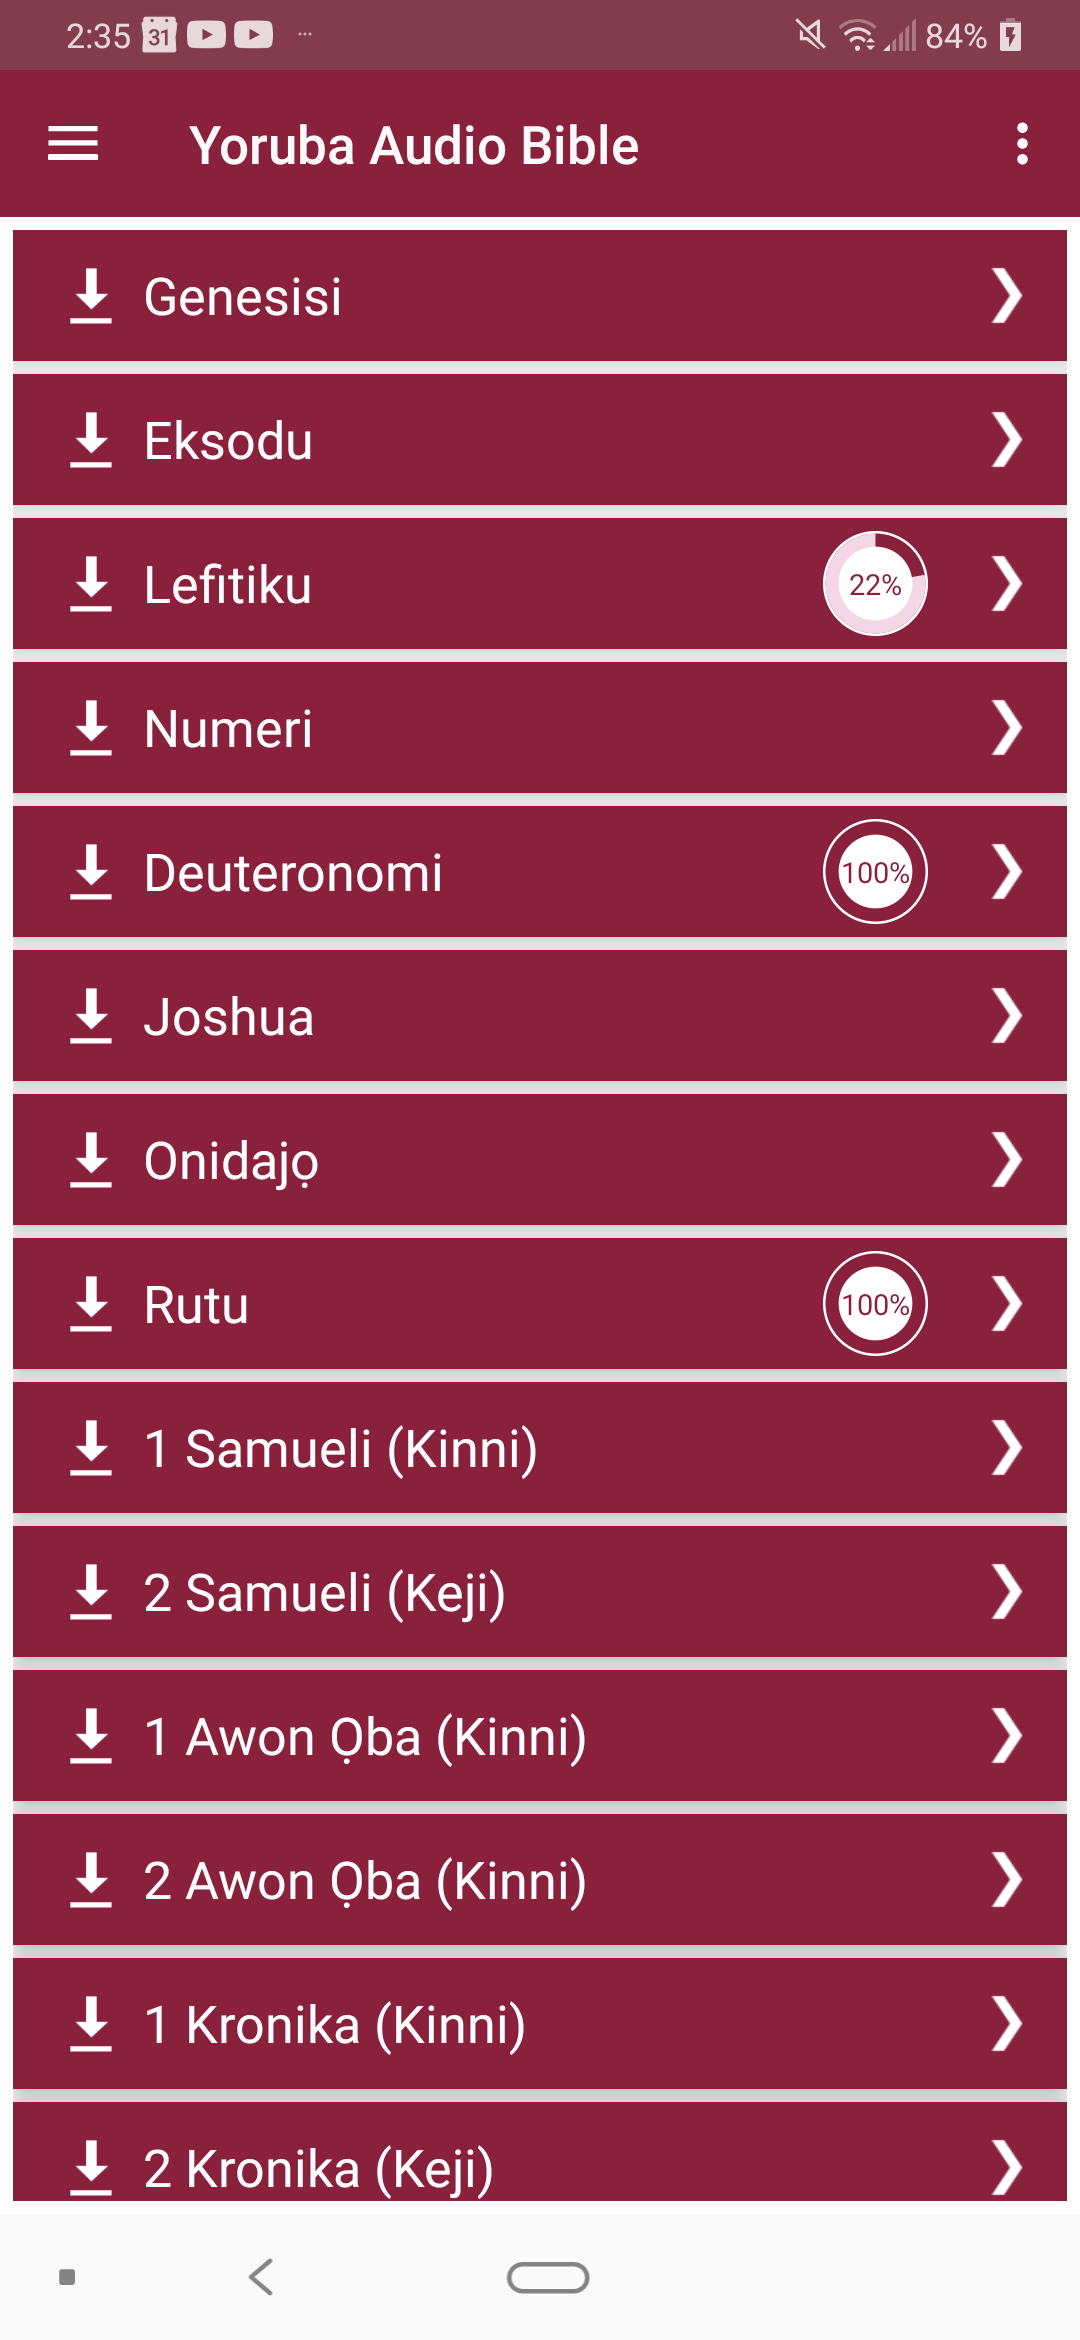 2:35 31 84%
Yoruba Audio Bible
Genesisi
Eksodu
Lefitiku 22%
Numeri
Deuteronomi 100%
Joshua
Onidajọ
Rutu 100%
1 Samueli (Kinni)
2 Samueli (Keji)
1 Awon Ọba (Kinni)
2 Awon Ọba (Kinni)
1 Kronika (Kinni)
2 Kronika (Keji)